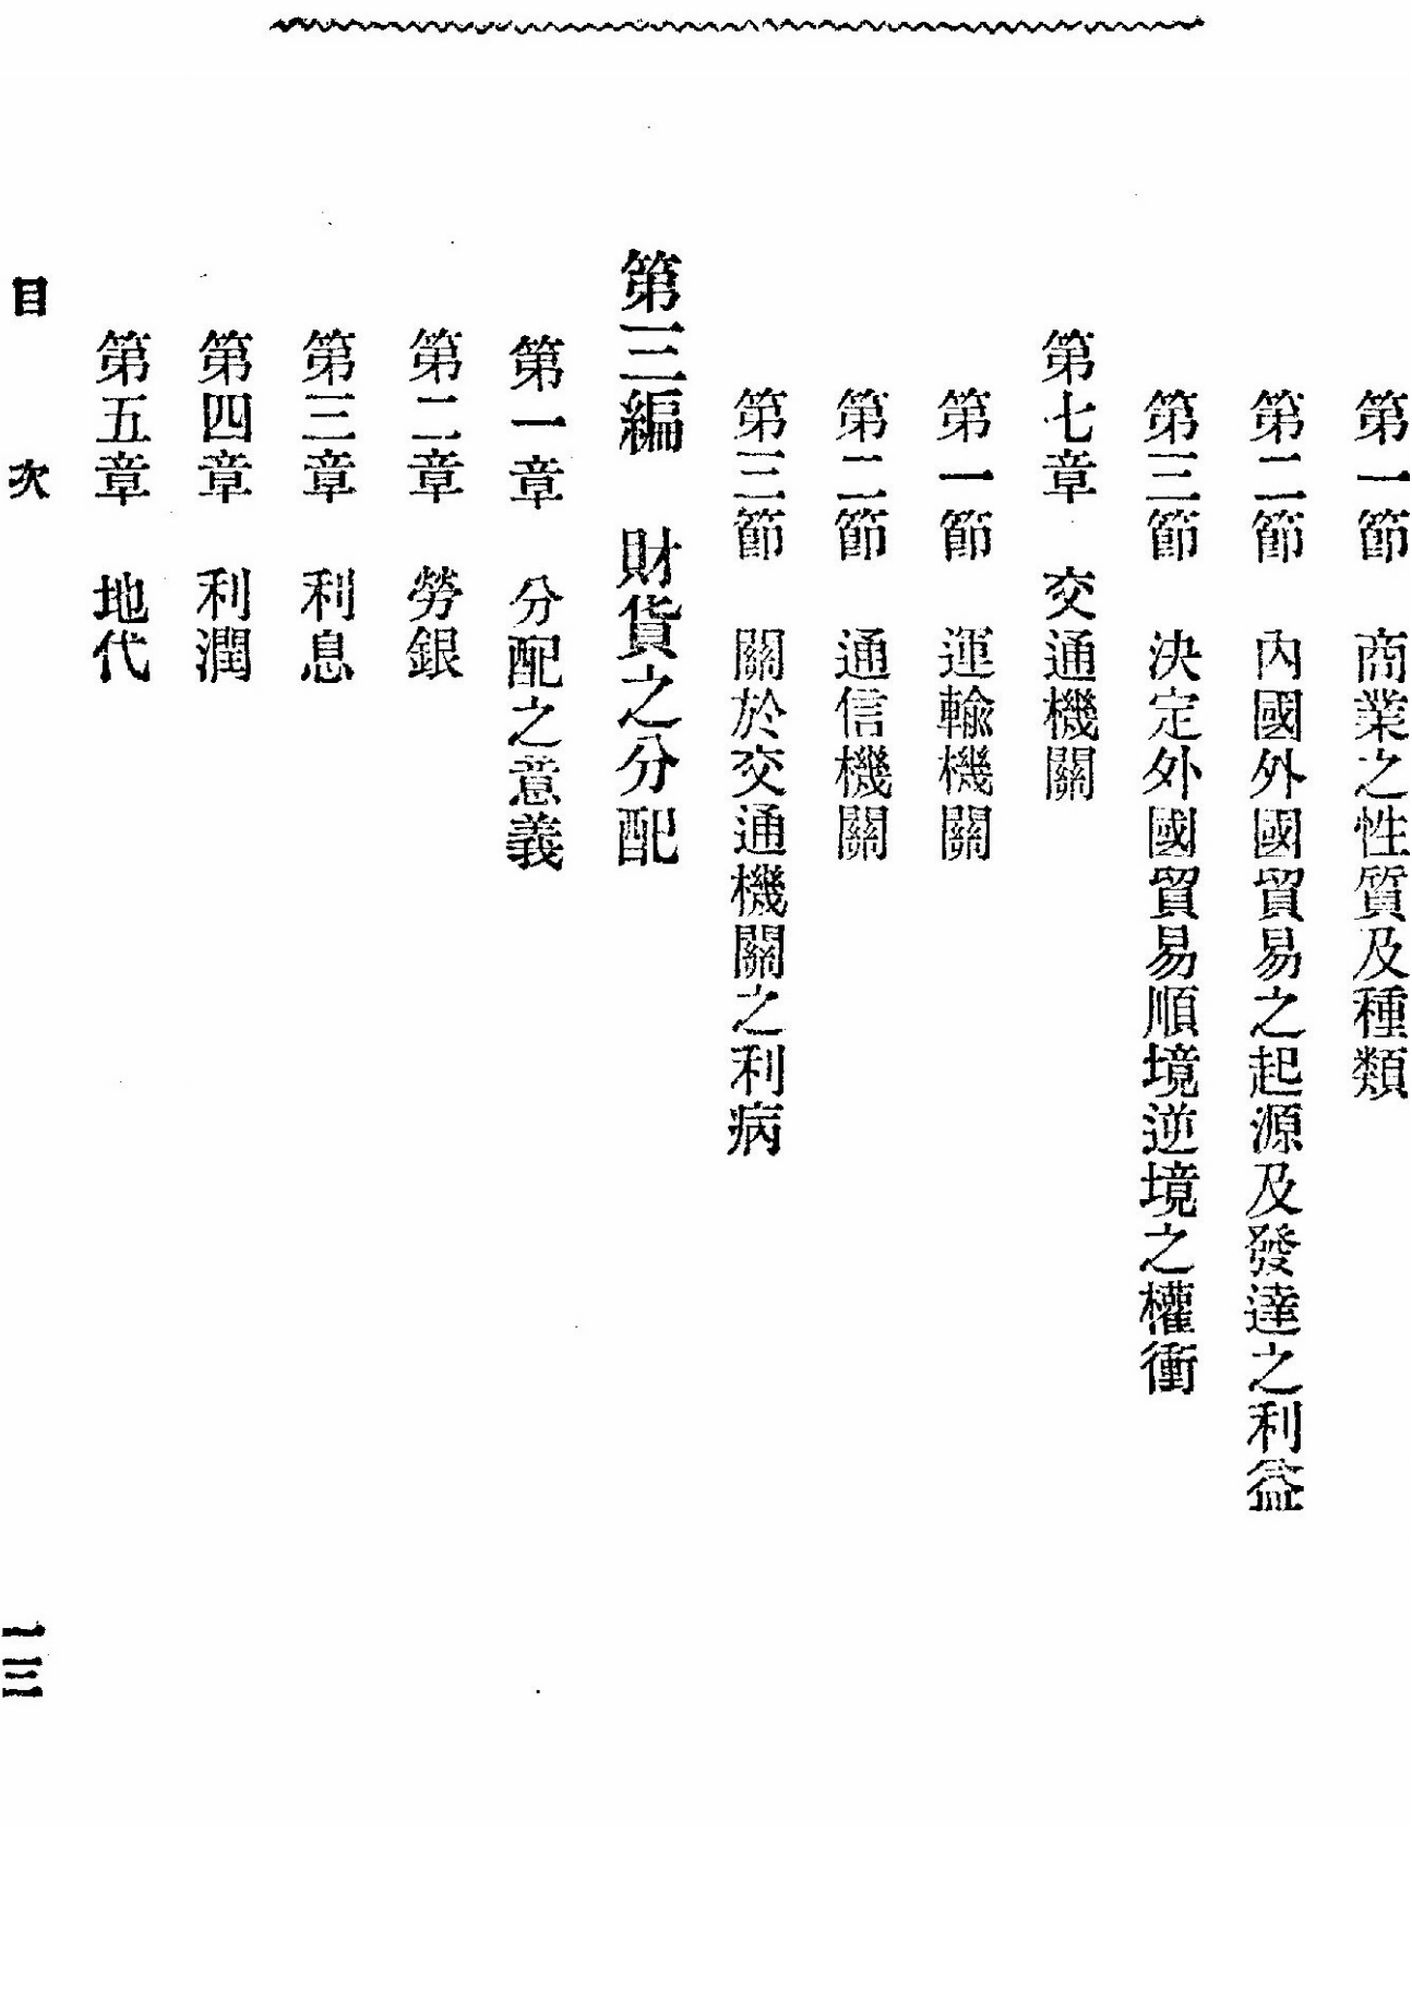 第一節　商業之性質及種類
第二節　內國外國貿易之起源及發達之利益
第三節　決定外國貿易順境逆境之權衝
第七章　交通機關
第一節　運輸機關
第二節　通信機關
第三節　關於交通機關之利病
第三編　財貨之分配
第一章　分配之意義
第二章　勞銀
第三章　利息
第四章　利潤
第五章　地代
目　次
一三